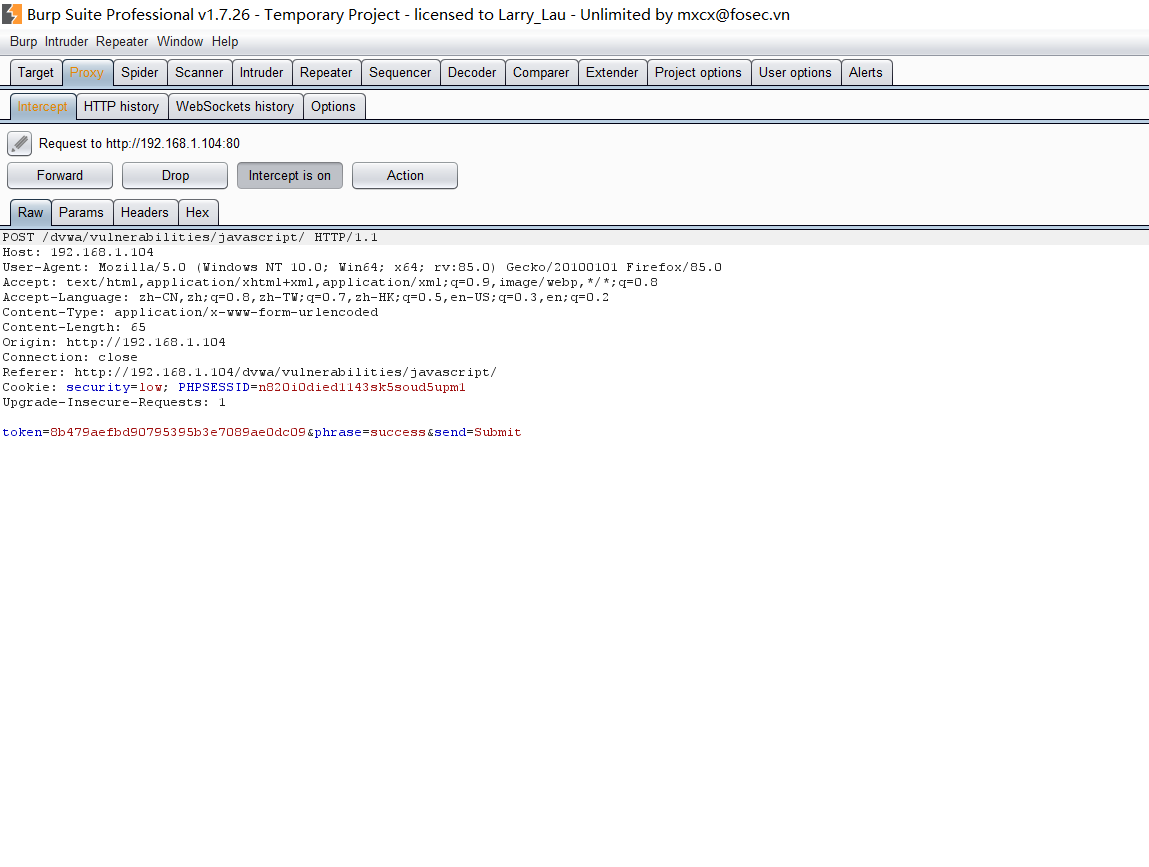 Burp Suite Professional v1.7.26 - Temporary Project - licensed to Larry_Lau - Unlimited by mxcx@fosec.vn
Burp Intruder Repeater Window Help
Target Proxy Spider Scanner Intruder Repeater Sequencer Decoder Comparer Extender Project options User options Alerts
Intercept HTTP history WebSockets history Options
Request to http://192.168.1.104:80
Forward Drop Intercept is on Action
Raw Params Headers Hex
POST /dvwa/vulnerabilities/javascript/ HTTP/1.1
Host: 192.168.1.104
User-Agent: Mozilla/5.0 (Windows NT 10.0; Win64; x64; rv:85.0) Gecko/20100101 Firefox/85.0
Accept: text/html,application/xhtml+xml,application/xml;q=0.9,image/webp,*/*;q=0.8
Accept-Language: zh-CN,zh;q=0.8,zh-TW;q=0.7,zh-HK;q=0.5,en-US;q=0.3,en;q=0.2
Content-Type: application/x-www-form-urlencoded
Content-Length: 65
Origin: http://192.168.1.104
Connection: close
Referer: http://192.168.1.104/dvwa/vulnerabilities/javascript/
Cookie: security=low; PHPSESSID=n820i0died1143sk5soud5upm1
Upgrade-Insecure-Requests: 1
token=8b479aefbd90795395b3e7089ae0dc09&phrase=success&send=Submit